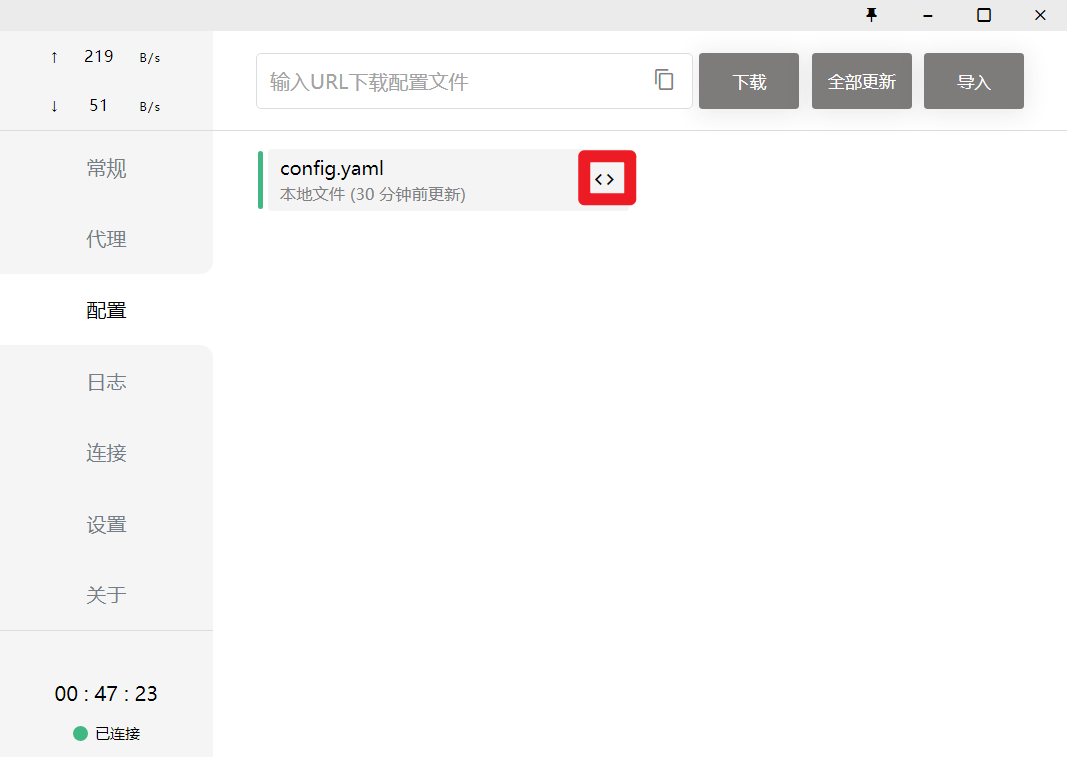 ↑ 219 B/s
↓ 51 B/s
常规
代理
配置
日志
连接
设置
关于
00 : 47 : 23
已连接
输入URL下载配置文件
下载
全部更新
导入
config.yaml
本地文件 (30 分钟前更新)